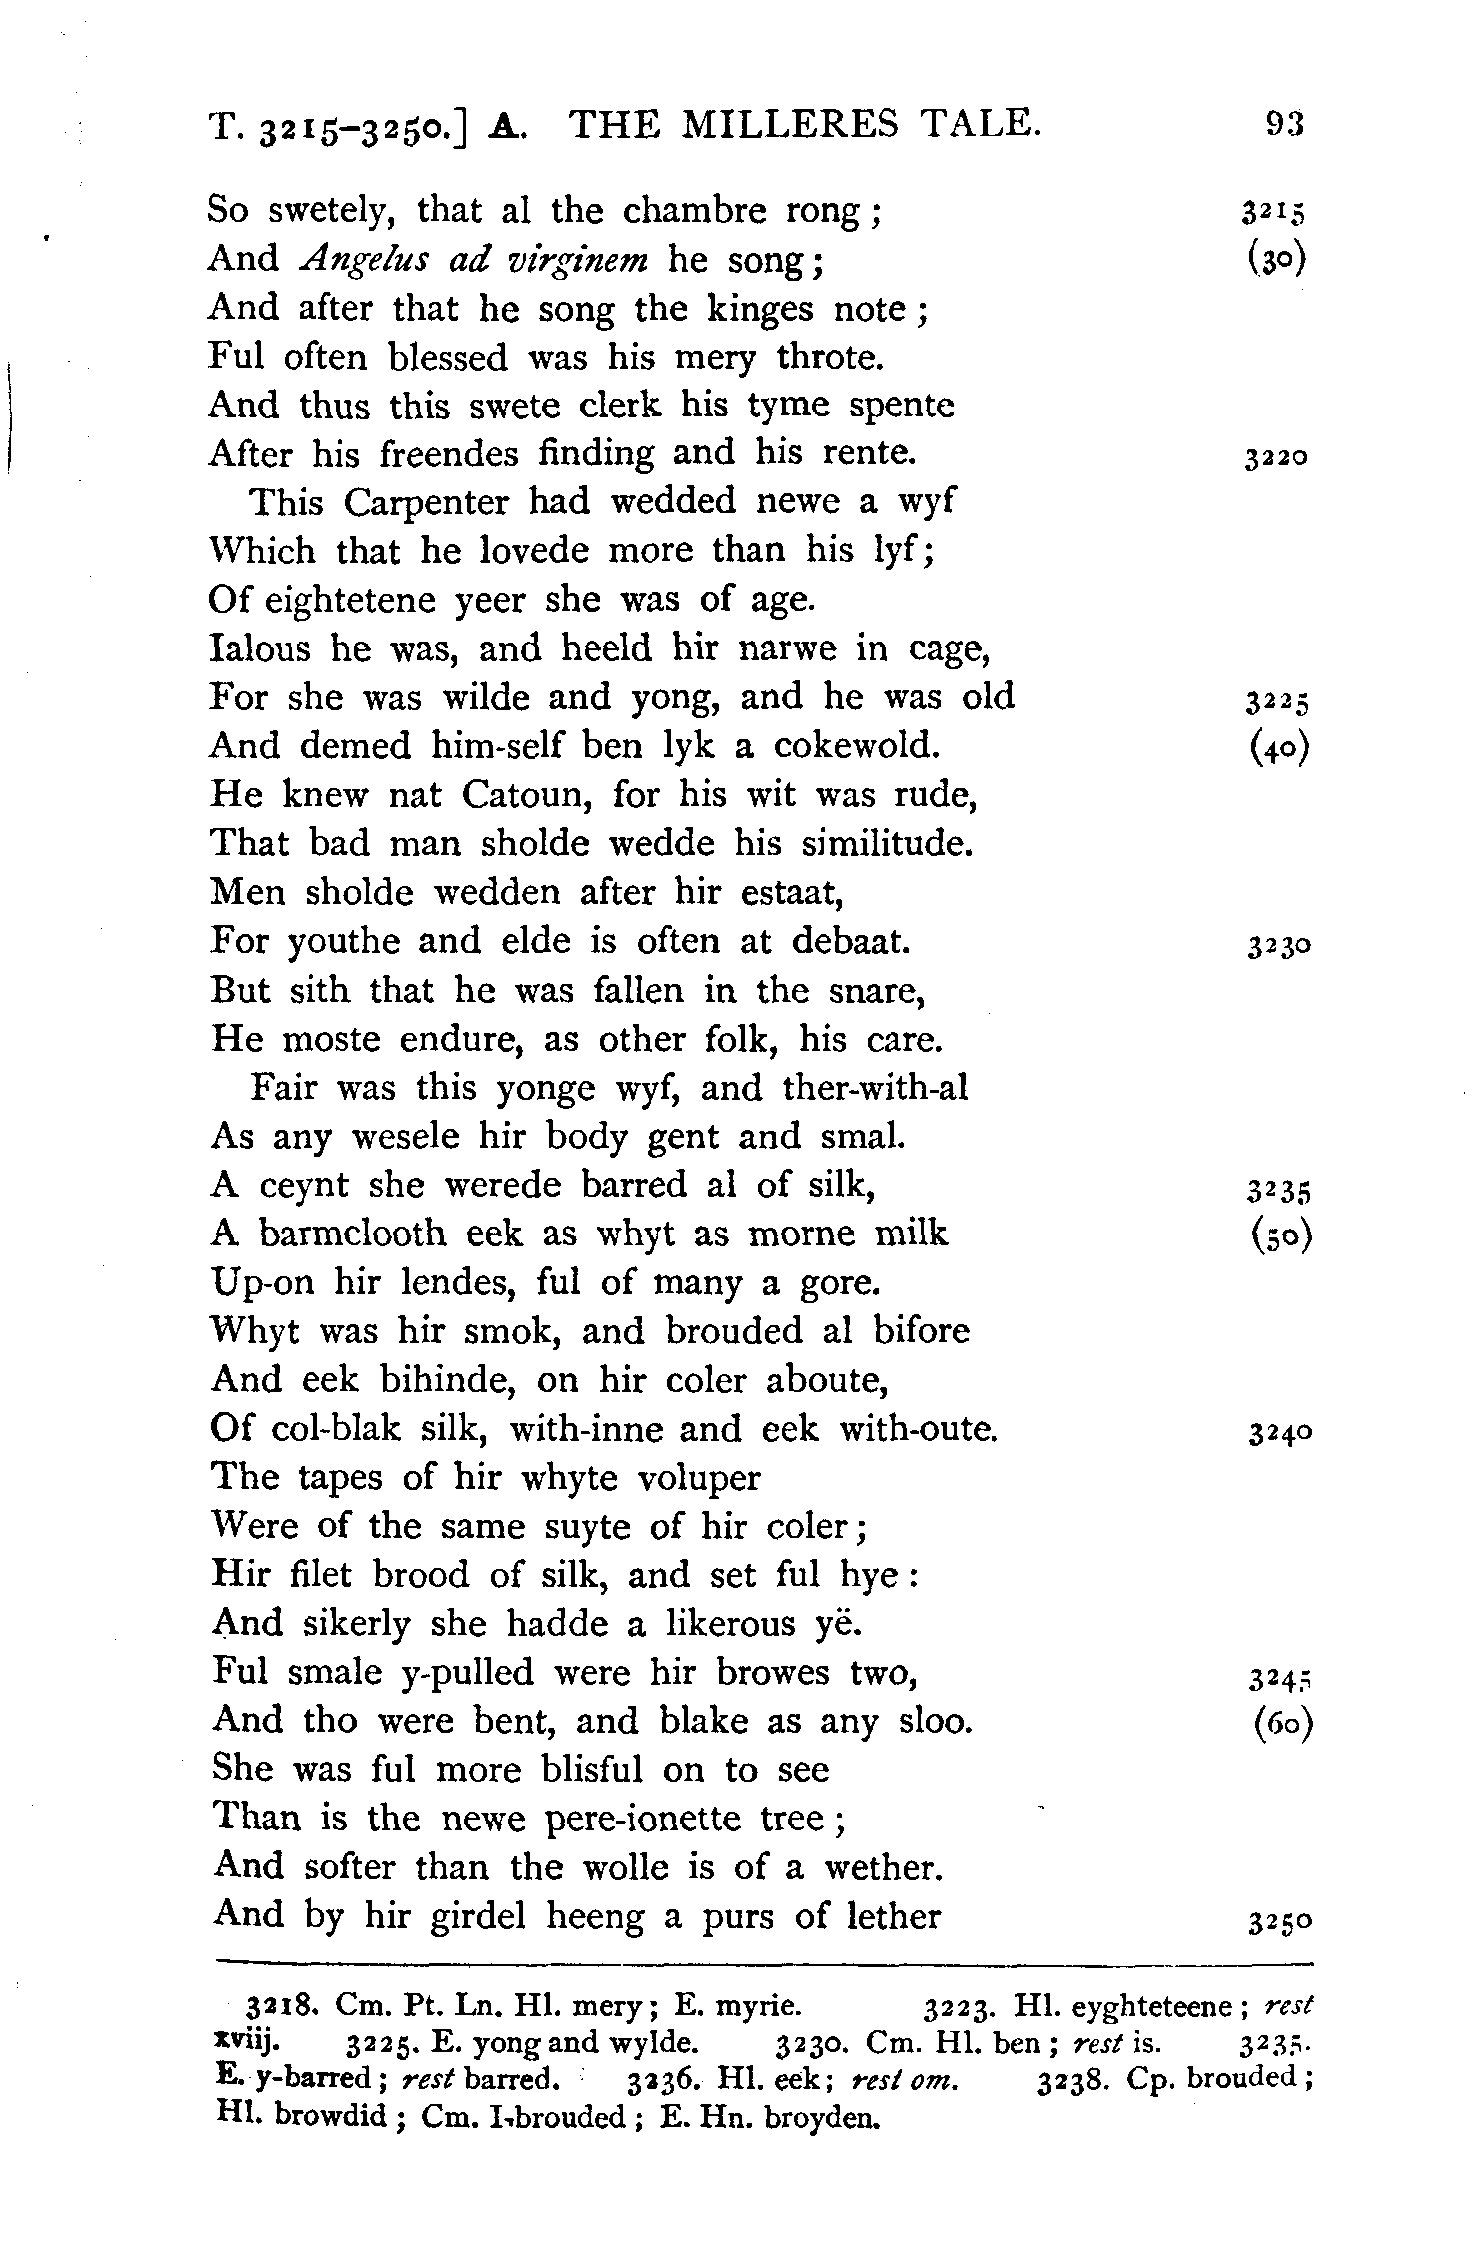 T. 3215–3250.] A. THE MILLERES TALE. 93
So swetely, that al the chambre rong ; 3215
And Angelus ad virginem he song ; (30)
And after that he song the kinges note ;
Ful often blessed was his mery throte.
And thus this swete clerk his tyme spente
After his freendes finding and his rente. 3220
This Carpenter had wedded newe a wyf
Which that he lovede more than his lyf ;
Of eightetene yeer she was of age.
Ialous he was, and heeld hir narwe in cage,
For she was wilde and yong, and he was old 3225
And demed him-self ben lyk a cokewold. (40)
He knew nat Catoun, for his wit was rude,
That bad man sholde wedde his similitude.
Men sholde wedden after hir estaat,
For youthe and elde is often at debaat. 3230
But sith that he was fallen in the snare,
He moste endure, as other folk, his care.
Fair was this yonge wyf, and ther-with-al
As any wesele hir body gent and smal.
A ceynt she werede barred al of silk, 3235
A barmclooth eek as whyt as morne milk (50)
Up-on hir lendes, ful of many a gore.
Whyt was hir smok, and brouded al bifore
And eek bihinde, on hir coler aboute,
Of col-blak silk, with-inne and eek with-oute. 3240
The tapes of hir whyte voluper
Were of the same suyte of hir coler ;
Hir filet brood of silk, and set ful hye :
And sikerly she hadde a likerous yë.
Ful smale y-pulled were hir browes two, 3245
And tho were bent, and blake as any sloo. (60)
She was ful more blisful on to see
Than is the newe pere-ionette tree ;
And softer than the wolle is of a wether.
And by hir girdel heeng a purs of lether 3250
3218. Cm. Pt. Ln. Hl. mery ; E. myrie. 3223. Hl. eyghteteene ; rest
xviij. 3225. E. yong and wylde. 3230. Cm. Hl. ben ; rest is. 3235.
E. y-barred ; rest barred. 3236. Hl. eek ; rest om. 3238. Cp. brouded ;
Hl. browdid ; Cm. I-brouded ; E. Hn. broyden.